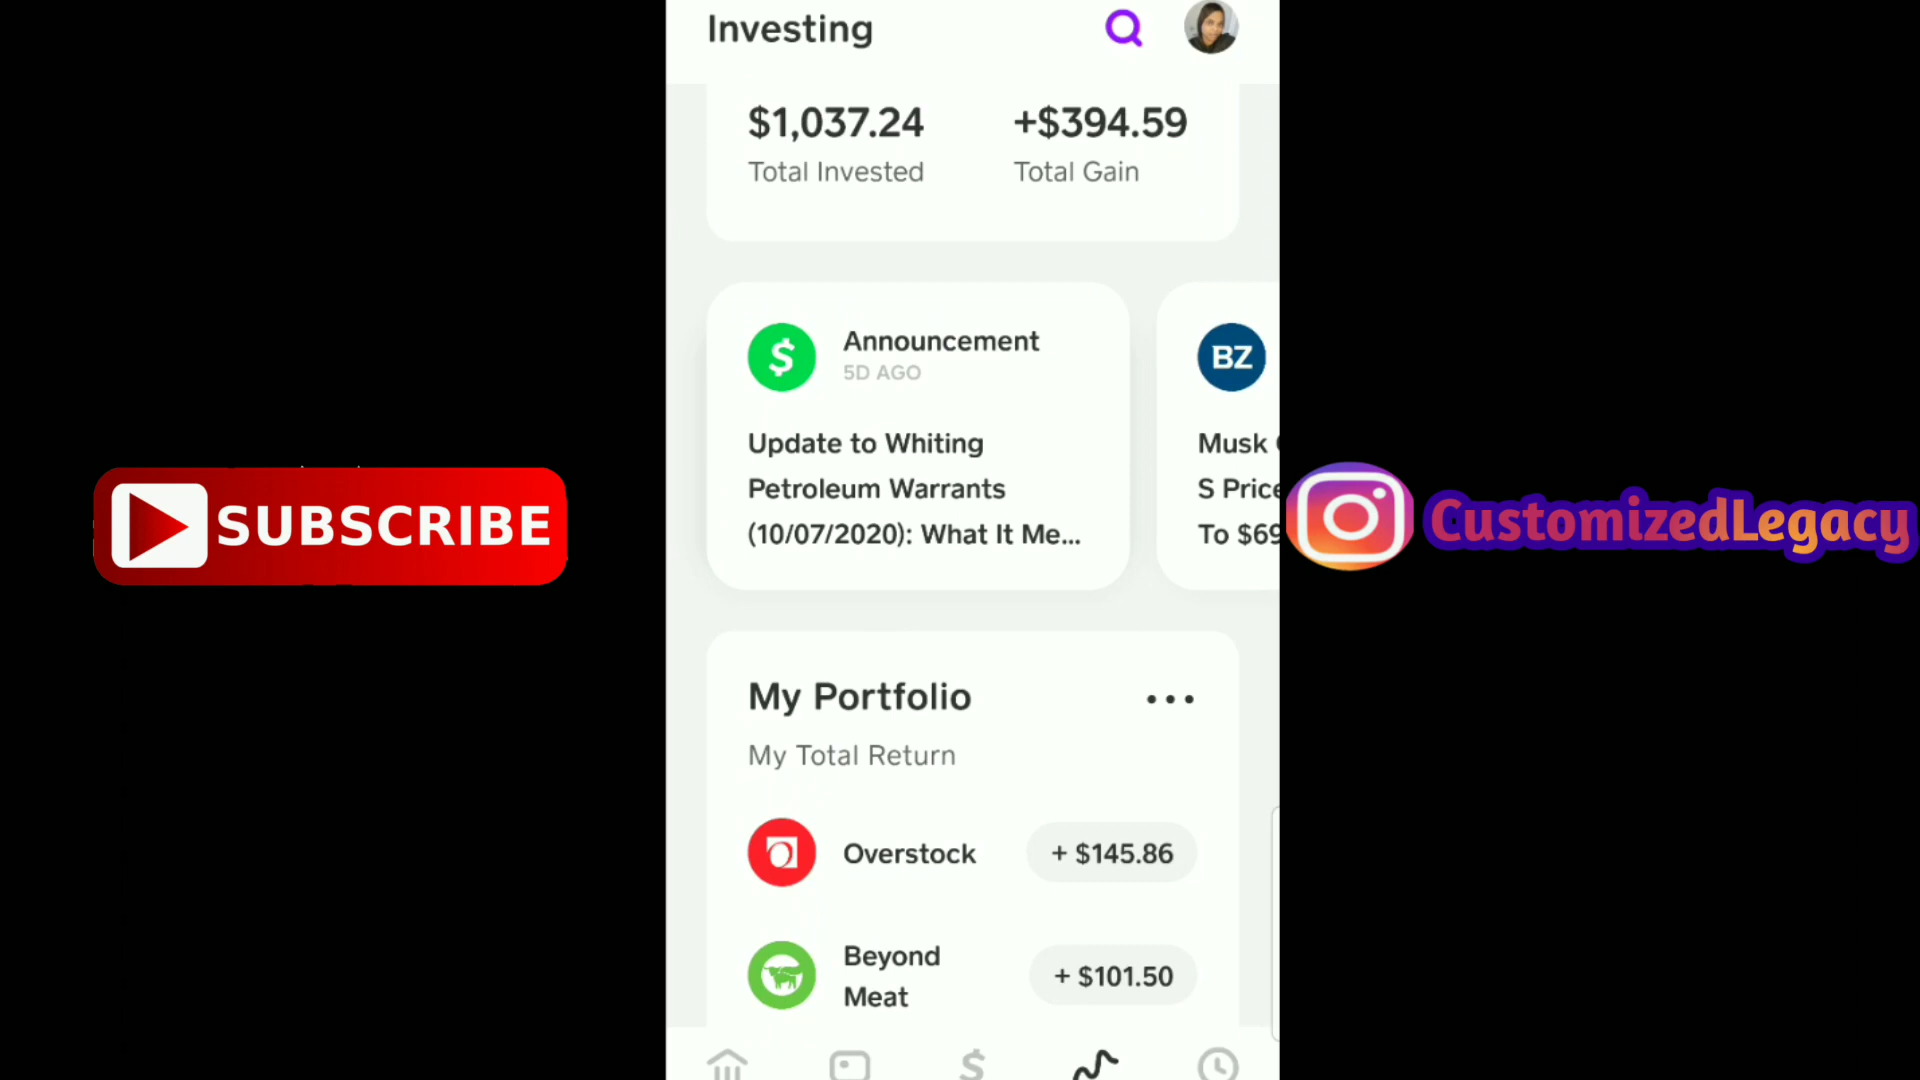 Investing
$1,037.24
+$394.59
Total Invested
Total Gain
$
Announcement
5D AGO
Update to Whiting
Petroleum Warrants
(10/07/2020): What It Me...
BZ
Musk
S Price
To $69
SUBSCRIBE
CustomizedLegacy
My Portfolio
My Total Return
Overstock
+ $145.86
Beyond
Meat
+ $101.50
$